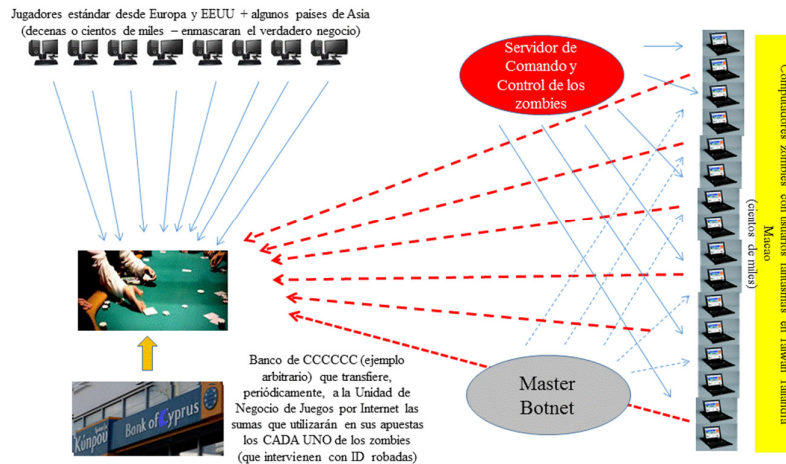 Jugadores estándar desde Europa y EEUU + algunos paises de Asia
(decenas o cientos de miles – enmascaran el verdadero negocio)
Servidor de
Comando y
Control de los
zombies
Computadores zombies con usuarios fantasmas en Taiwán Tailandia
Macao
(cientos de miles)
Κύπρου
Bank of Cyprus
Banco de CCCCCC (ejemplo
arbitrario) que transfiere,
periódicamente, a la Unidad de
Negocio de Juegos por Internet las
sumas que utilizarán en sus apuestas
los CADA UNO de los zombies
(que intervienen con ID robadas)
Master
Botnet